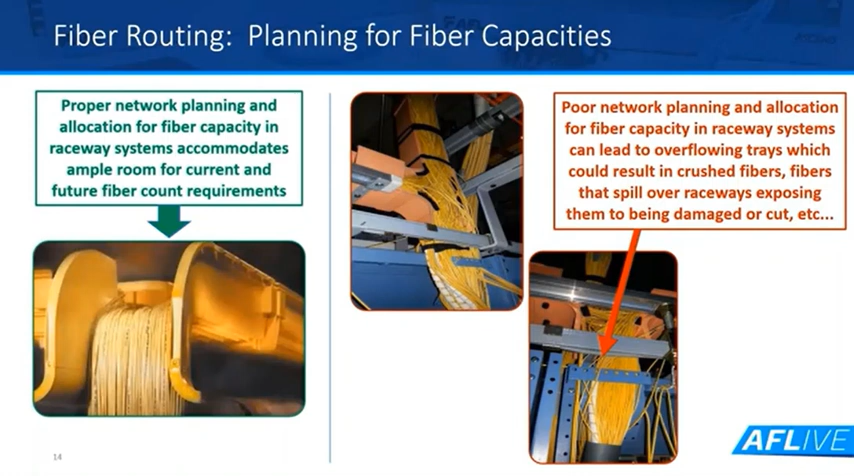 Fiber Routing:  Planning for Fiber Capacities
Proper network planning and
allocation for fiber capacity in
raceway systems accommodates
ample room for current and
future fiber count requirements
Poor network planning and allocation
for fiber capacity in raceway systems
can lead to overflowing trays which
could result in crushed fibers, fibers
that spill over raceways exposing
them to being damaged or cut, etc...
14
AFLIVE